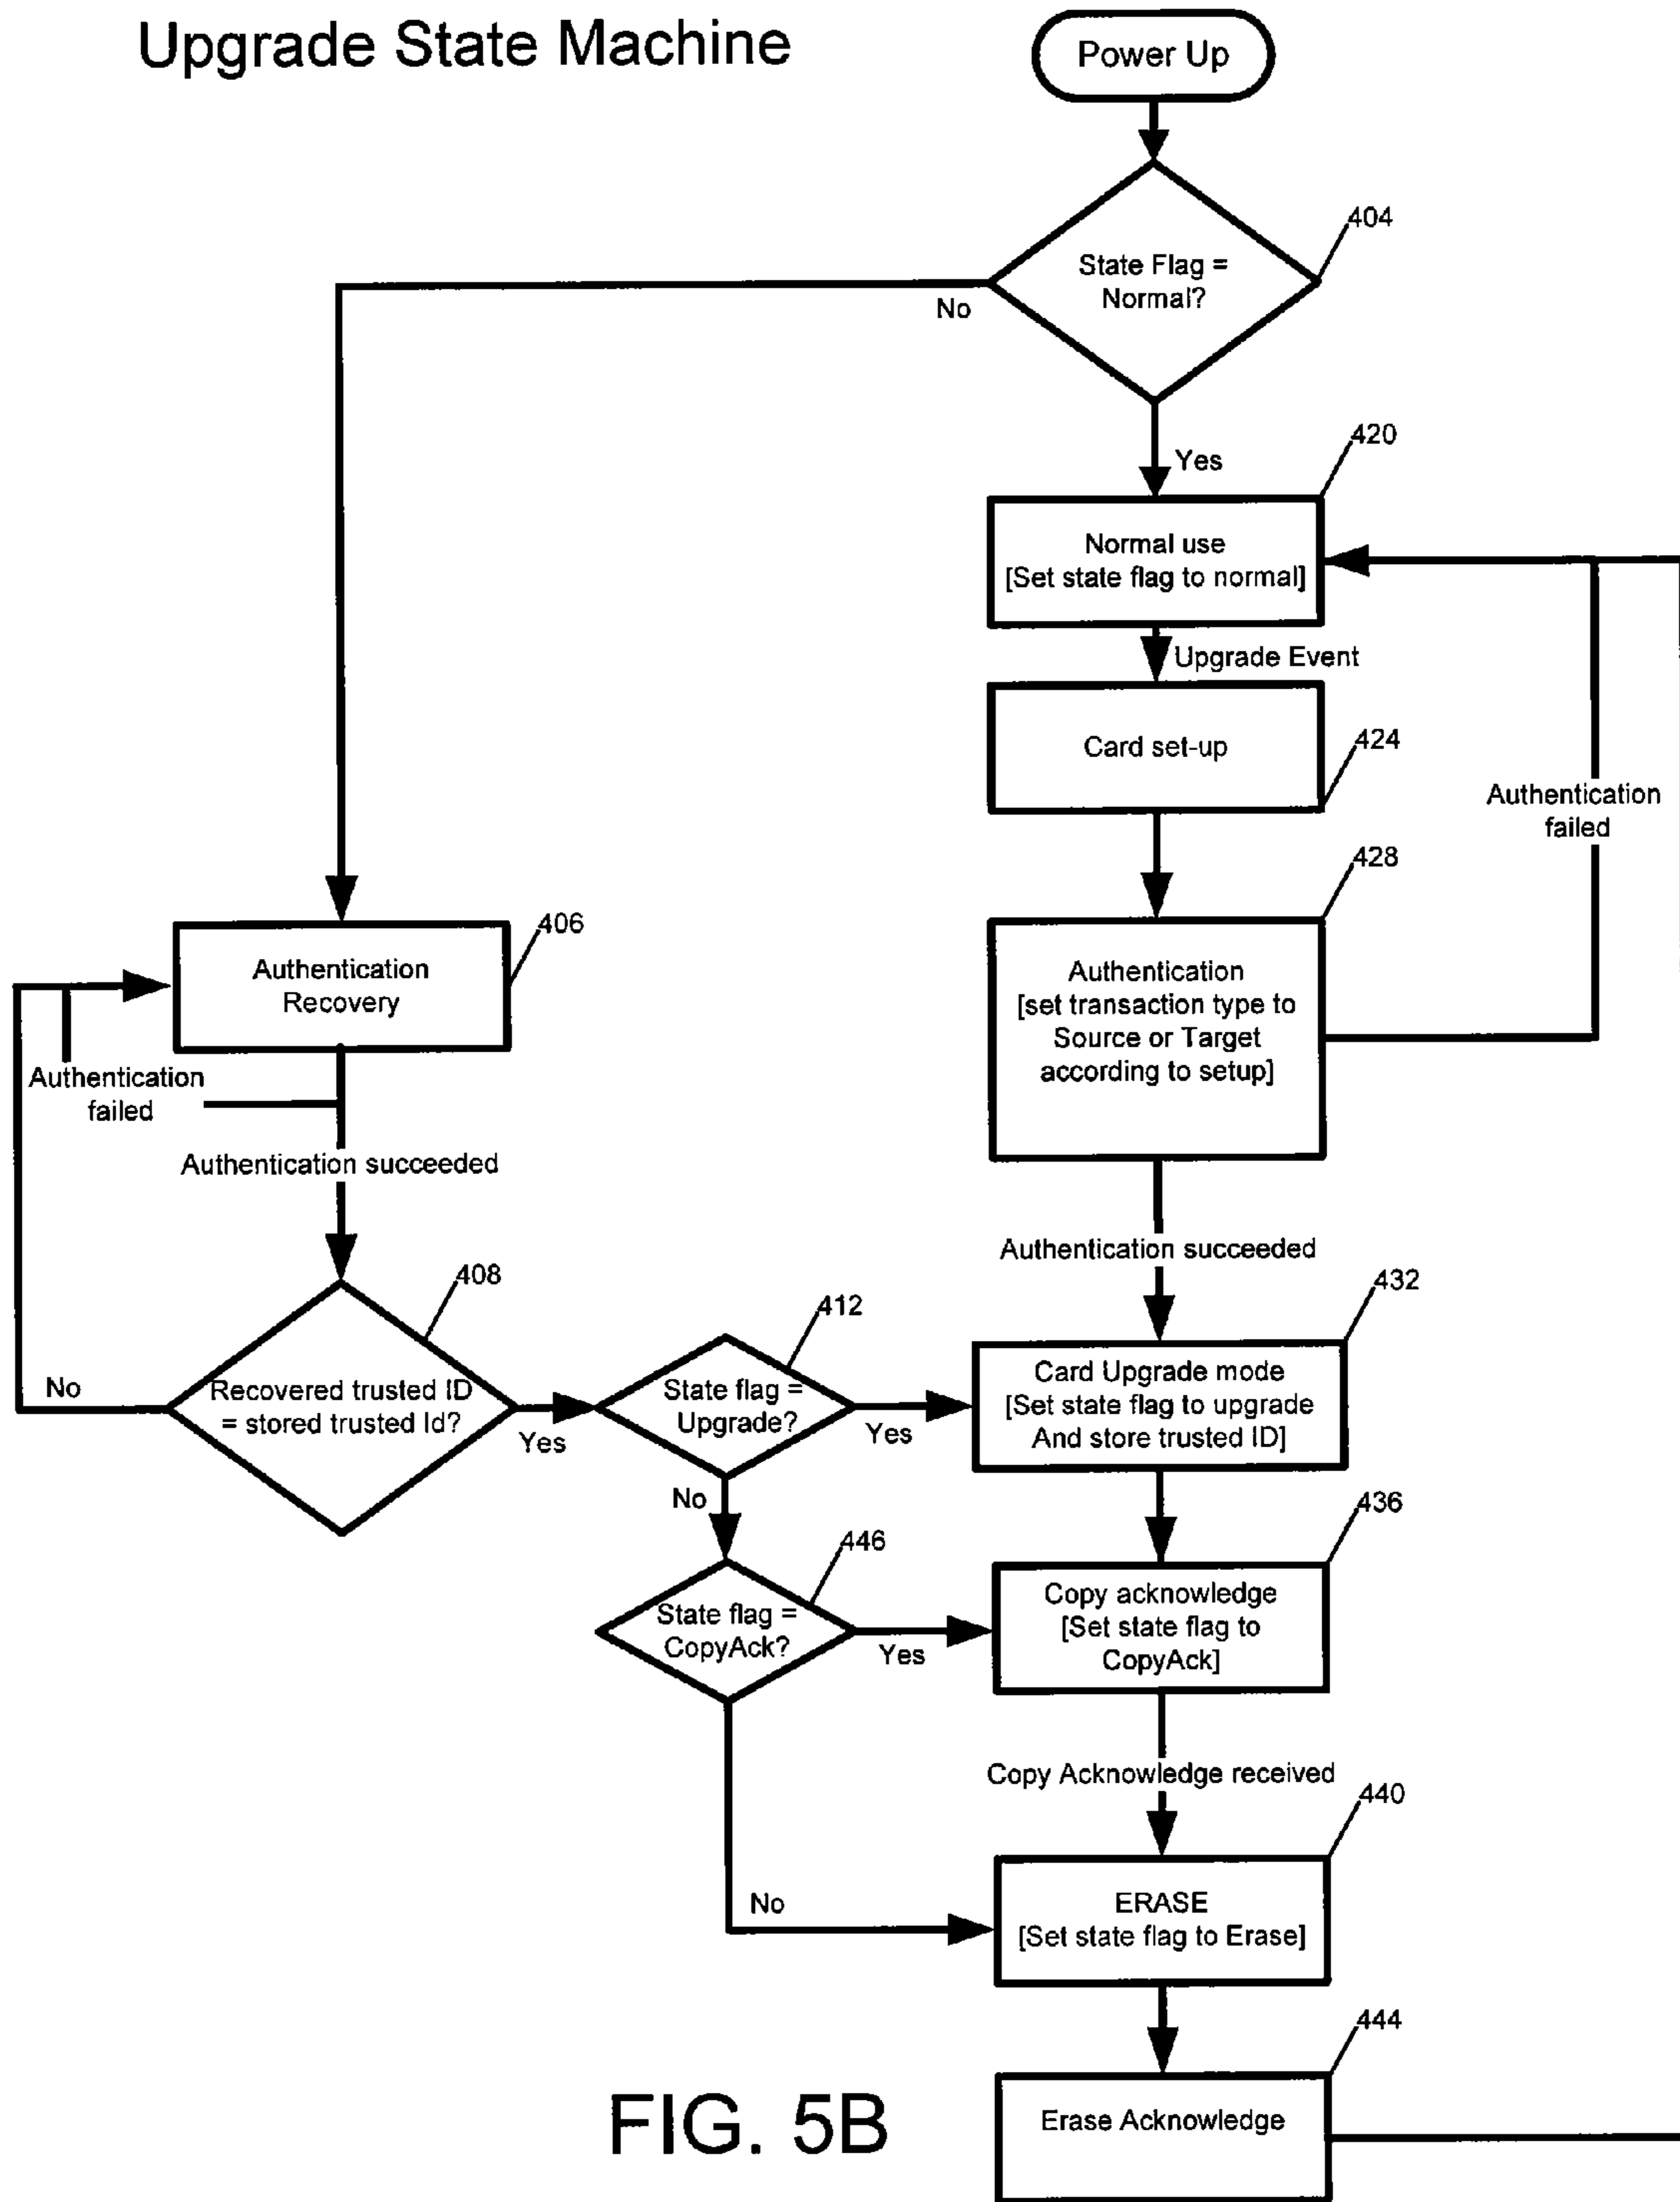 Upgrade State Machine
Power Up
404
State Flag =
Normal?
No
Yes
420
Normal use
[Set state flag to normal]
Upgrade Event
Card set-up
424
Authentication
failed
428
Authentication
[set transaction type to
Source or Target
according to setup]
406
Authentication
Recovery
Authentication
failed
Authentication succeeded
Authentication succeeded
408
Recovered trusted ID
= stored trusted Id?
No
Yes
412
State flag =
Upgrade?
Yes
No
432
Card Upgrade mode
[Set state flag to upgrade
And store trusted ID]
446
State flag =
CopyAck?
Yes
No
436
Copy acknowledge
[Set state flag to
CopyAck]
Copy Acknowledge received
440
ERASE
[Set state flag to Erase]
444
Erase Acknowledge
FIG. 5B